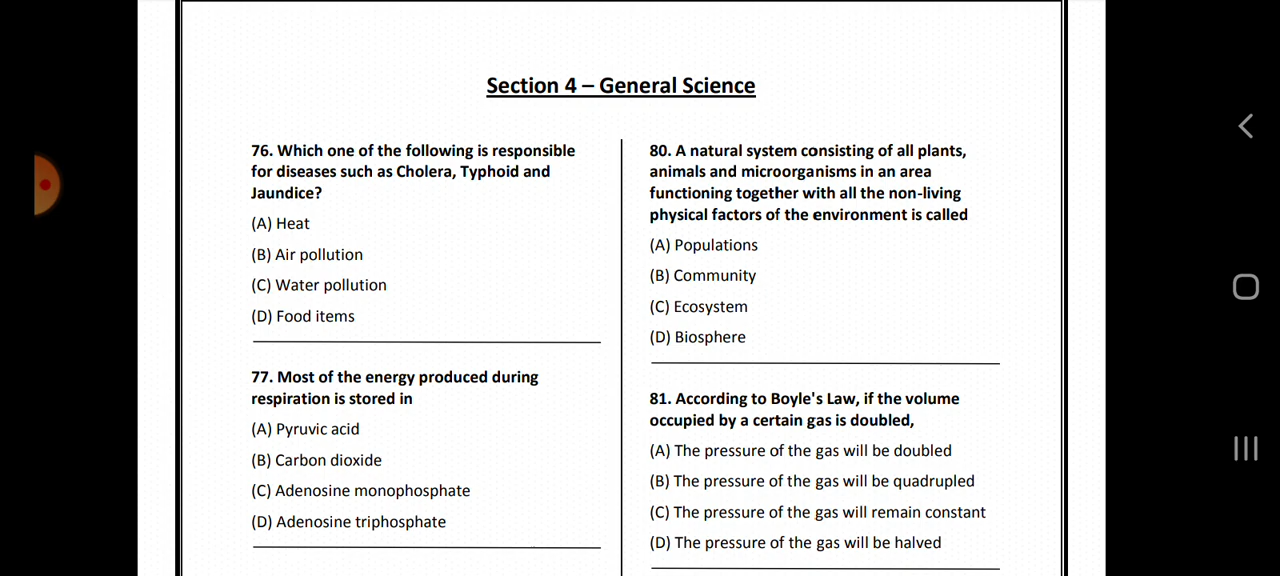 Section 4 – General Science
76. Which one of the following is responsible
for diseases such as Cholera, Typhoid and
Jaundice?
(A) Heat
(B) Air pollution
(C) Water pollution
(D) Food items
77. Most of the energy produced during
respiration is stored in
(A) Pyruvic acid
(B) Carbon dioxide
(C) Adenosine monophosphate
(D) Adenosine triphosphate
80. A natural system consisting of all plants,
animals and microorganisms in an area
functioning together with all the non-living
physical factors of the environment is called
(A) Populations
(B) Community
(C) Ecosystem
(D) Biosphere
81. According to Boyle's Law, if the volume
occupied by a certain gas is doubled,
(A) The pressure of the gas will be doubled
(B) The pressure of the gas will be quadrupled
(C) The pressure of the gas will remain constant
(D) The pressure of the gas will be halved